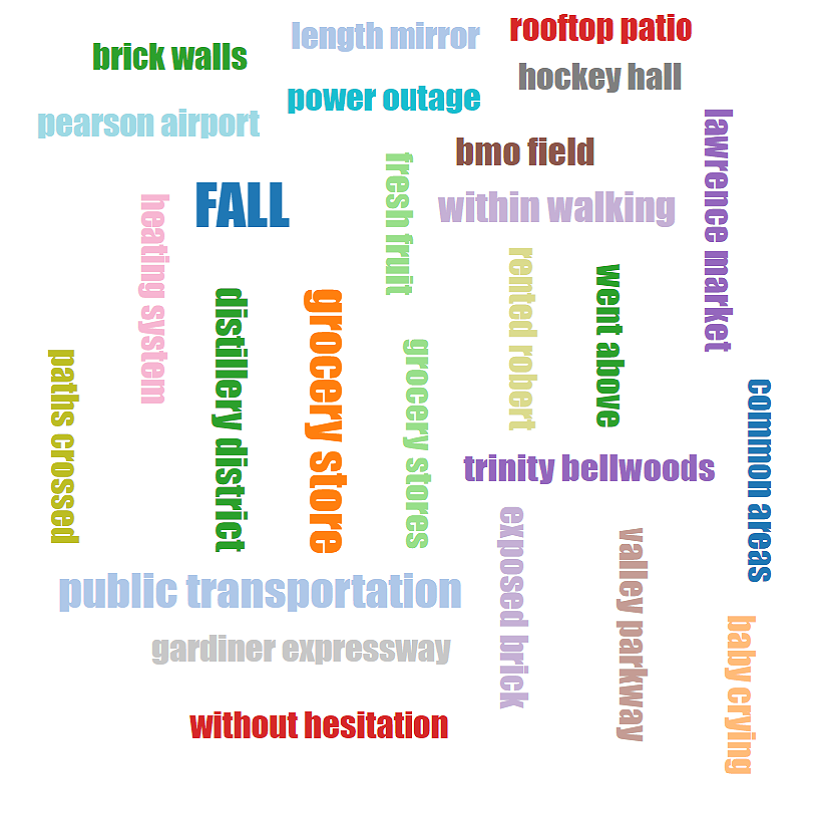 length mirror
rooftop patio
brick walls
hockey hall
power outage
pearson airport
bmo field
lawrence market
fresh fruit
FALL
within walking
heating system
rented robert
went above
distillery district
grocery store
grocery stores
paths crossed
common areas
trinity bellwoods
exposed brick
valley parkway
public transportation
gardiner expressway
baby crying
without hesitation